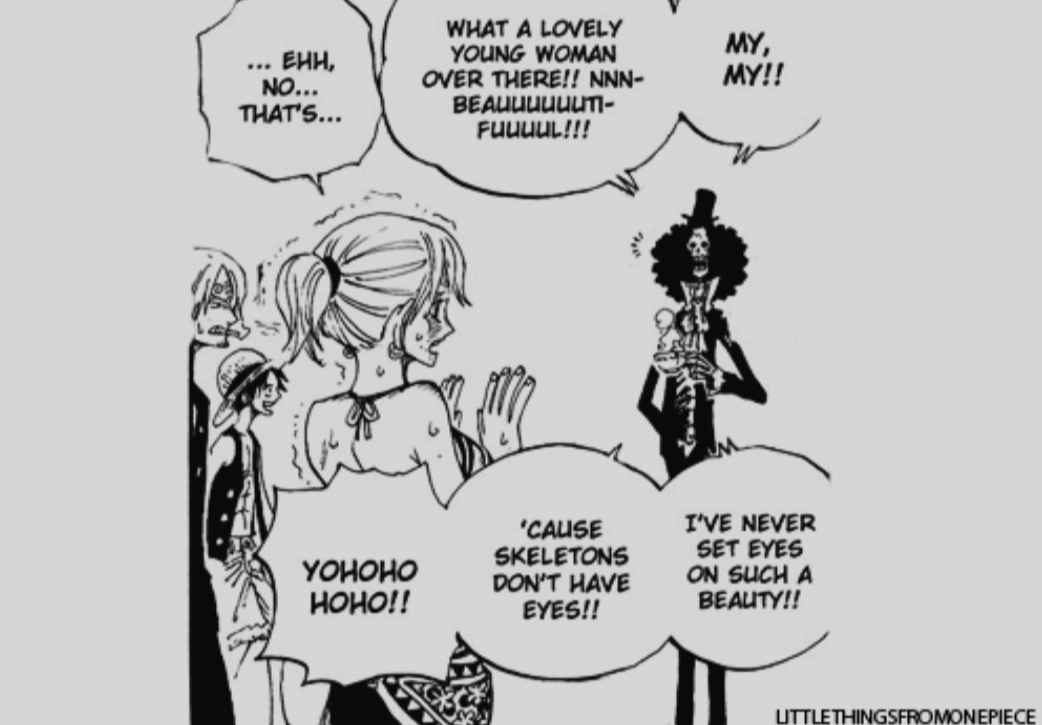 MY,
MY!!
WHAT A LOVELY
YOUNG WOMAN
OVER THERE!! NNN-
BEAUUUUUUUTI-
FUUUUL!!!
... EHH,
NO...
THAT'S...
I'VE NEVER
SET EYES
ON SUCH A
BEAUTY!!
'CAUSE
SKELETONS
DON'T HAVE
EYES!!
YOHOHO
HOHO!!
LITTLETHINGSFROMONEPIECE